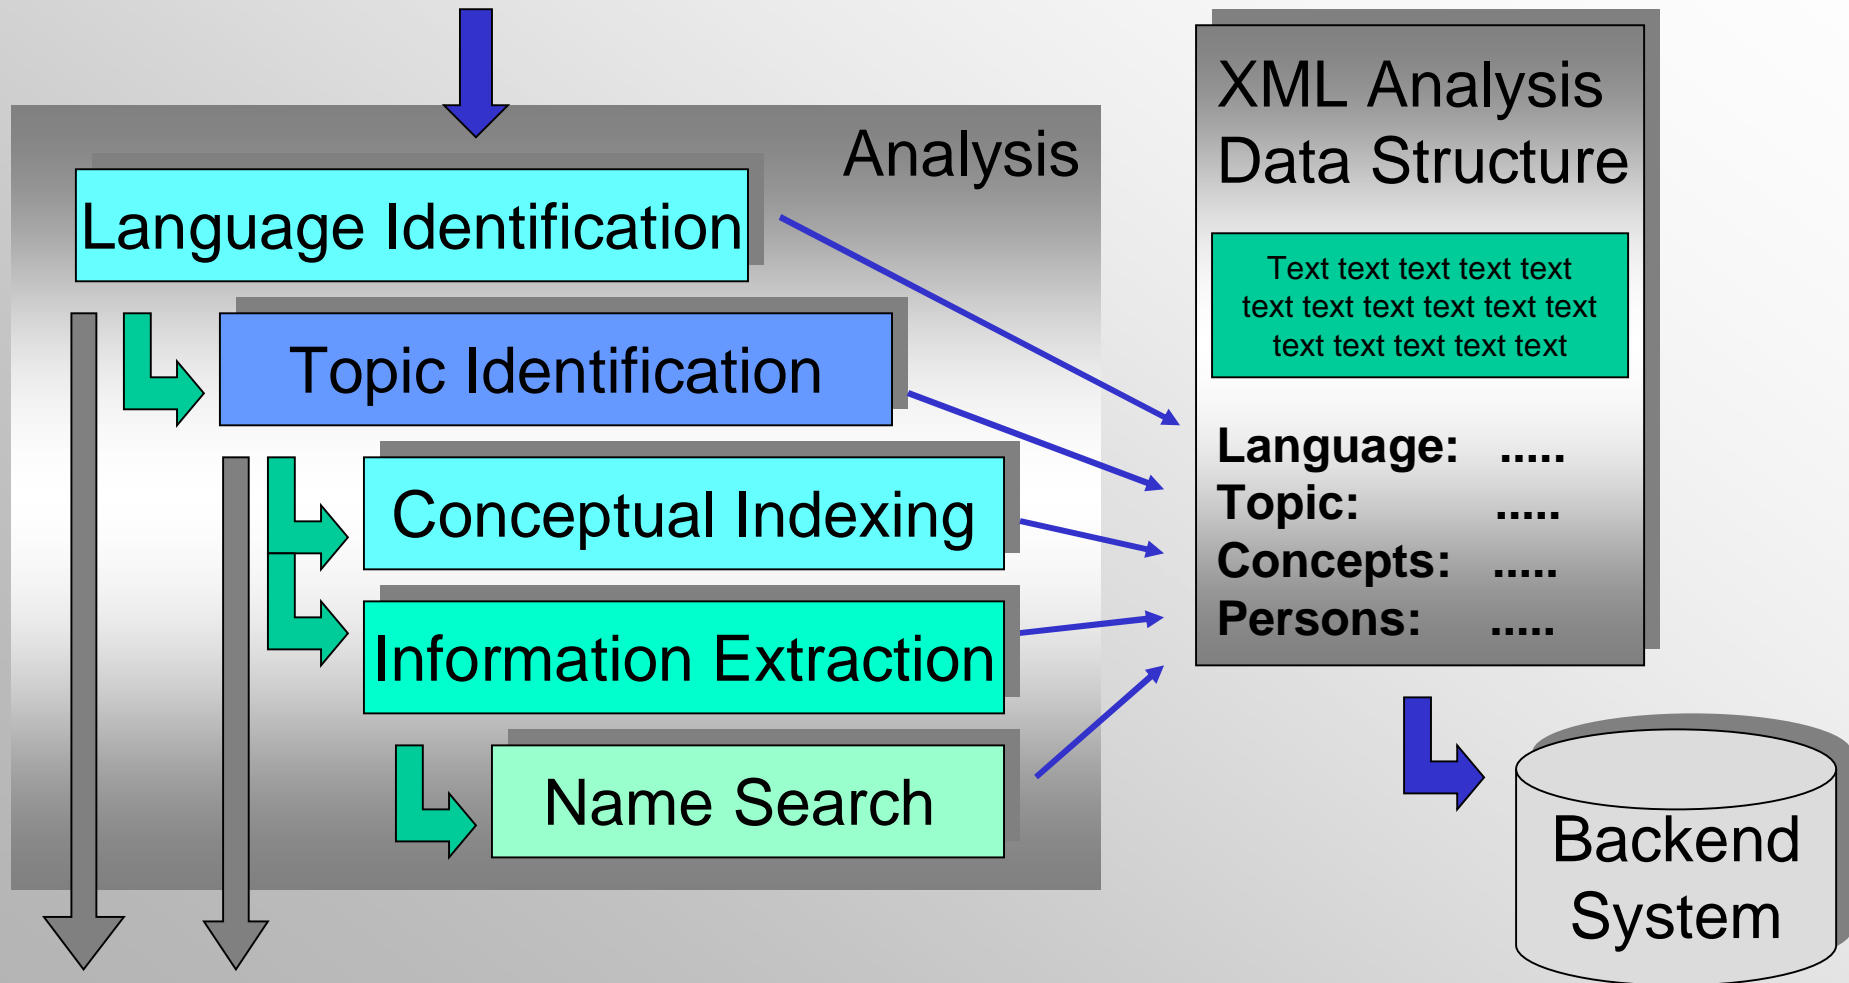 Analysis
Language Identification
Topic Identification
Conceptual Indexing
Information Extraction
Name Search
XML Analysis
Data Structure
Text text text text text
text text text text text text
text text text text text
Language: .....
Topic: .....
Concepts: .....
Persons: .....
Backend
System